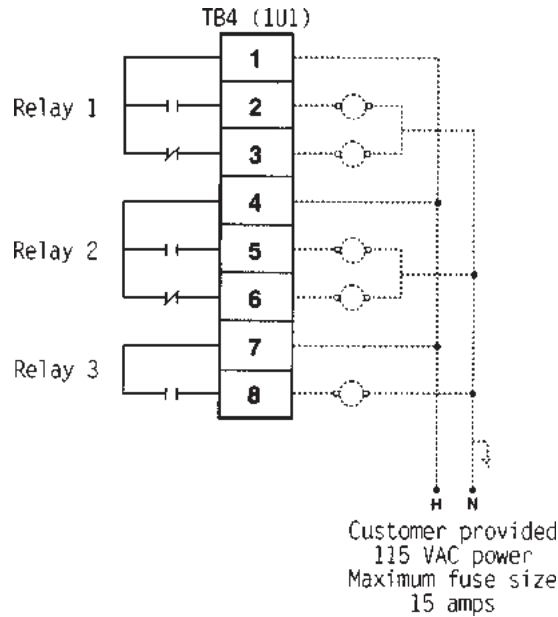 TB4 (1U1)
1
Relay 1
2
3
4
Relay 2
5
6
7
Relay 3
8
H N
Customer provided
115 VAC power
Maximum fuse size
15 amps